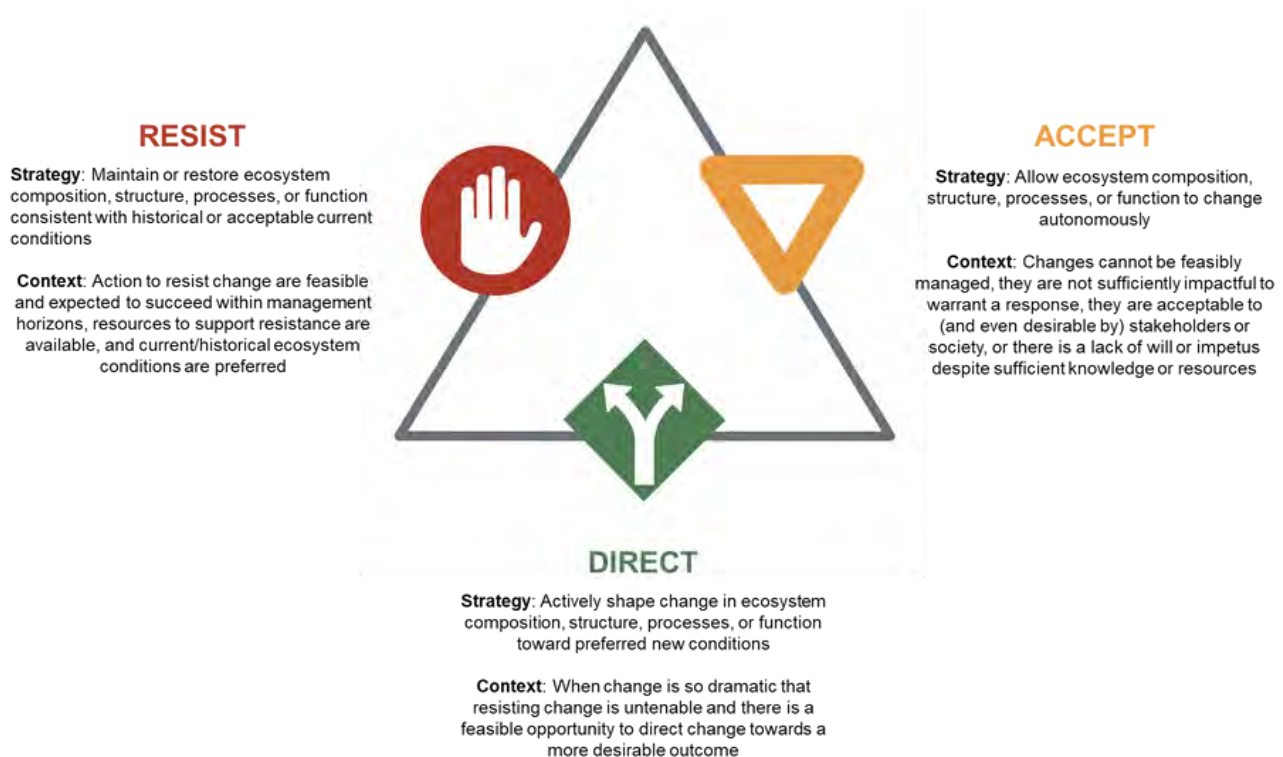 RESIST
Strategy: Maintain or restore ecosystem
composition, structure, processes, or function
consistent with historical or acceptable current
conditions
Context: Action to resist change are feasible
and expected to succeed within management
horizons, resources to support resistance are
available, and current/historical ecosystem
conditions are preferred
ACCEPT
Strategy: Allow ecosystem composition,
structure, processes, or function to change
autonomously
Context: Changes cannot be feasibly
managed, they are not sufficiently impactful to
warrant a response, they are acceptable to
(and even desirable by) stakeholders or
society, or there is a lack of will or impetus
despite sufficient knowledge or resources
DIRECT
Strategy: Actively shape change in ecosystem
composition, structure, processes, or function
toward preferred new conditions
Context: When change is so dramatic that
resisting change is untenable and there is a
feasible opportunity to direct change towards a
more desirable outcome